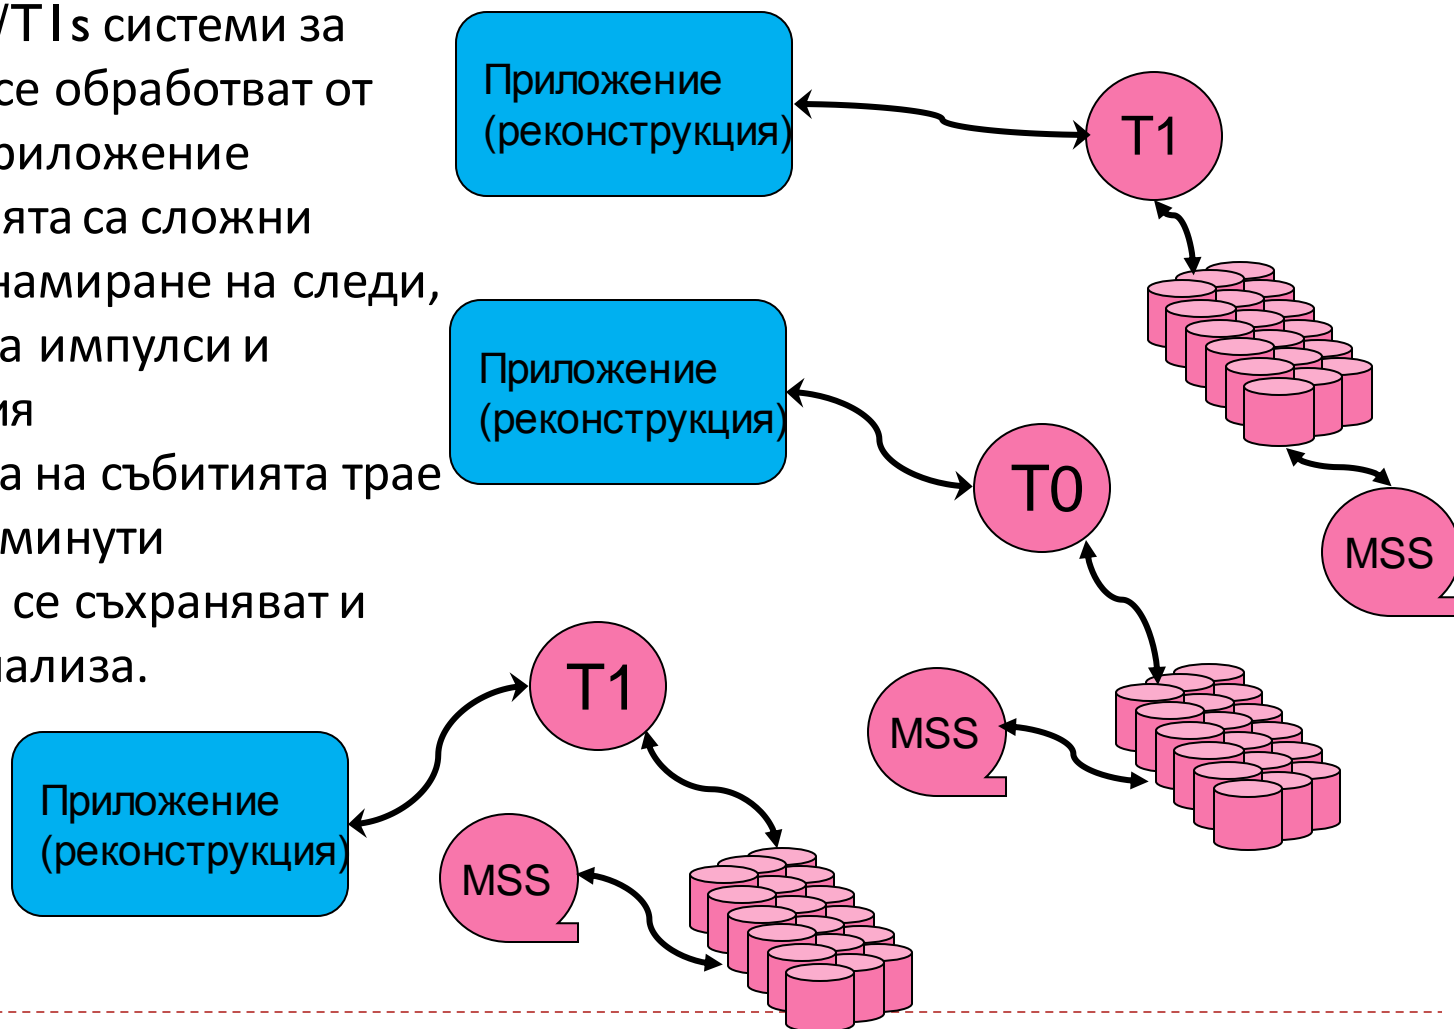 /T1s системи за
се обработват от
риложение
ята са сложни
намиране на следи,
а импулси и
ия
а на събитията трае
минути
се съхраняват и
ализа.
Приложение
(реконструкция)
T1
Приложение
(реконструкция)
T0
MSS
T1
MSS
Приложение
(реконструкция)
MSS